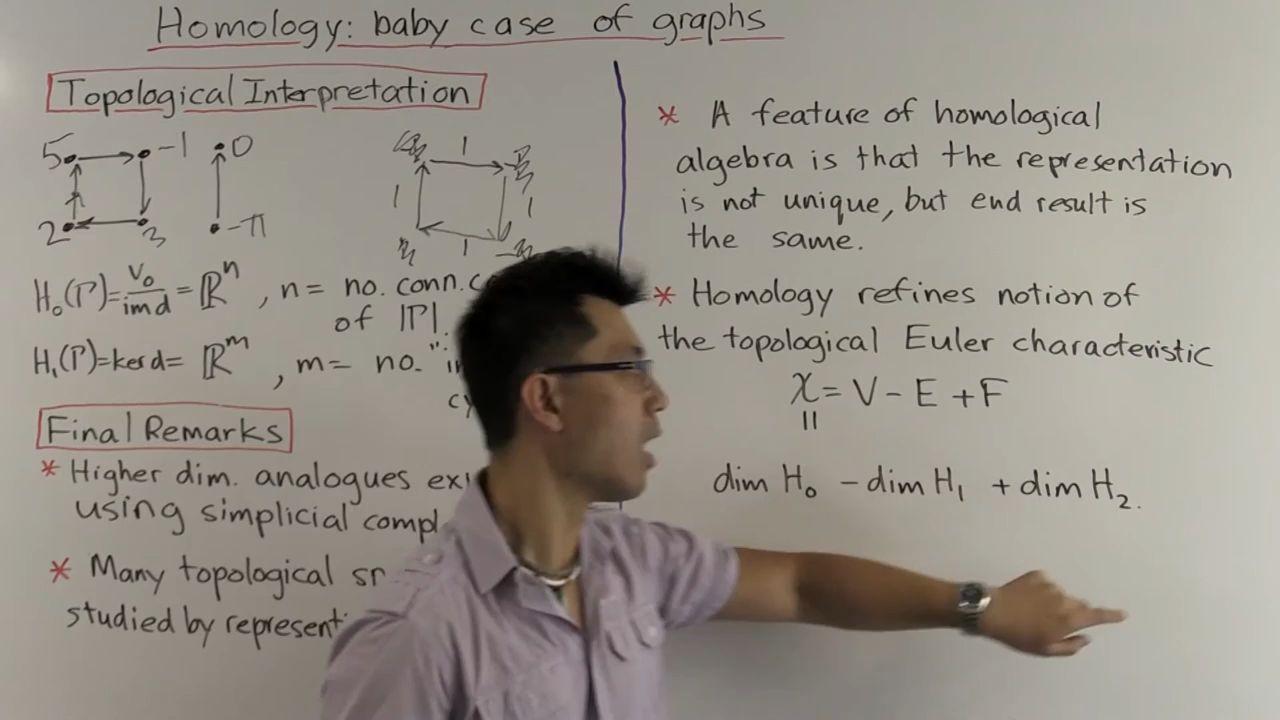 Homology: baby case of graphs
Topological Interpretation
5 -1 0
2 3 -π
1
1 1
1
H₀(Γ)=V₀/im d = ℝⁿ, n = no. conn.
of |Γ|.
H₁(Γ)=ker d= ℝᵐ, m= no. "
Final Remarks
* Higher dim. analogues
using simplicial
* Many topological
studied by
* A feature of homological
algebra is that the representation
is not unique, but end result is
the same.
* Homology refines notion of
the topological Euler characteristic
χ = V - E + F
||
dim H₀ - dim H₁ + dim H₂.